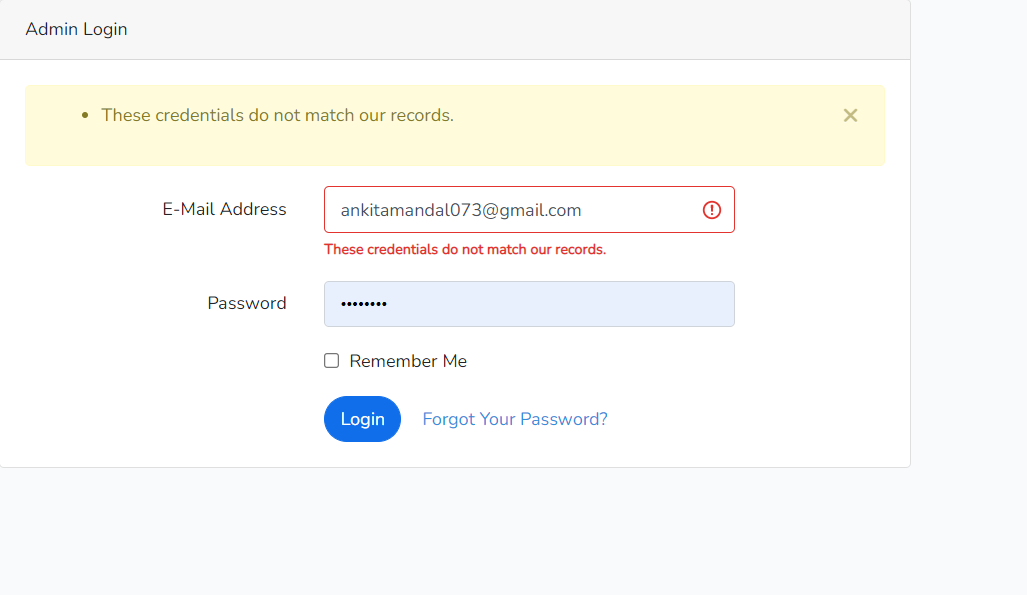 Admin Login
• These credentials do not match our records. ×
E-Mail Address ankitamandal073@gmail.com
These credentials do not match our records.
Password ••••••••
Remember Me
Login Forgot Your Password?